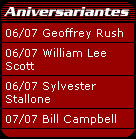 Aniversariantes
06/07 Geoffrey Rush
06/07 William Lee
Scott
06/07 Sylvester
Stallone
07/07 Bill Campbell